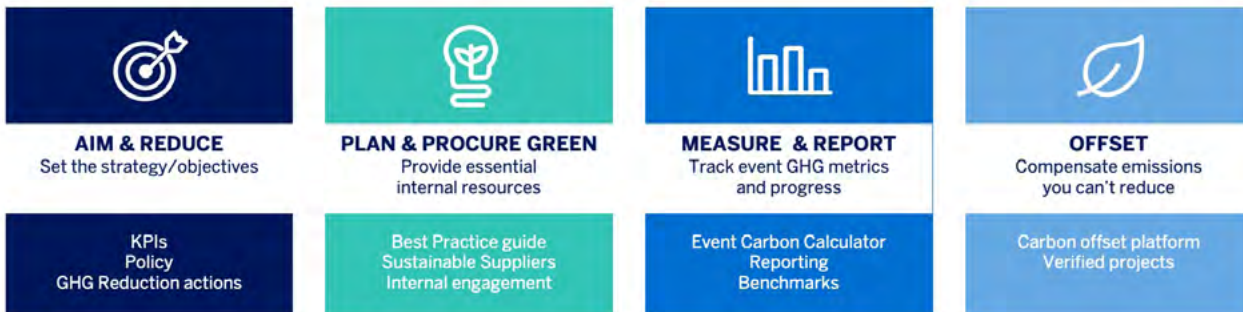 AIM & REDUCE
Set the strategy/objectives
KPIs
Policy
GHG Reduction actions
PLAN & PROCURE GREEN
Provide essential
internal resources
Best Practice guide
Sustainable Suppliers
Internal engagement
MEASURE & REPORT
Track event GHG metrics
and progress
Event Carbon Calculator
Reporting
Benchmarks
OFFSET
Compensate emissions
you can't reduce
Carbon offset platform
Verified projects